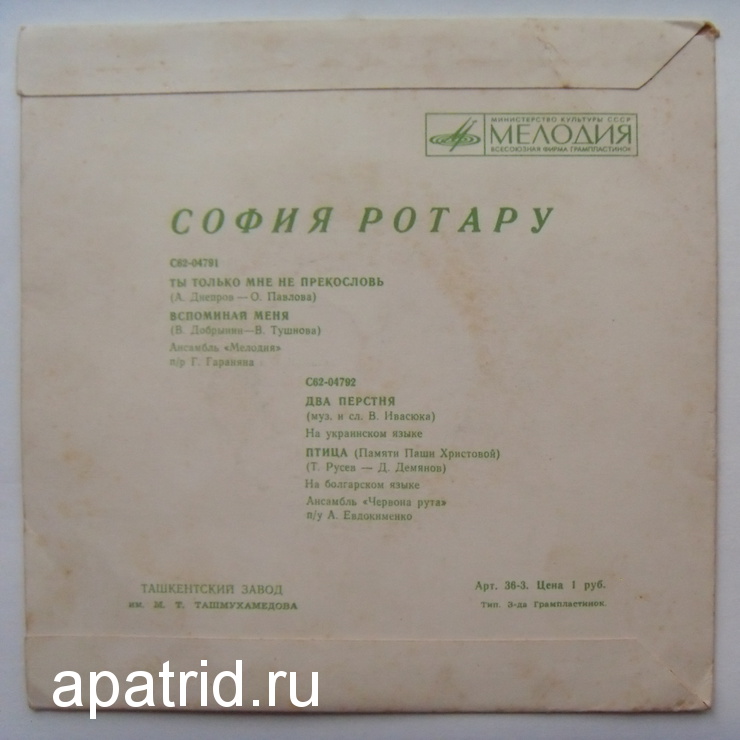 МИНИСТЕРСТВО КУЛЬТУРЫ СССР
МЕЛОДИЯ
ВСЕСОЮЗНАЯ ФИРМА ГРАМПЛАСТИНОК
СОФИЯ РОТАРУ
С62-04791
ТЫ ТОЛЬКО МНЕ НЕ ПРЕКОСЛОВЬ
(А. Днепров — О. Павлова)
ВСПОМИНАЙ МЕНЯ
(В. Добрынин—В. Тушнова)
Ансамбль «Мелодия»
п/р Г. Гараняна
С62-04792
ДВА ПЕРСТНЯ
(муз. и сл. В. Ивасюка)
На украинском языке
ПТИЦА (Памяти Паши Христовой)
(Т. Русев — Д. Демянов)
На болгарском языке
Ансамбль «Червона рута»
п/у А. Евдокименко
ТАШКЕНТСКИЙ ЗАВОД
им. М. Т. ТАШМУХАМЕДОВА
Арт. 36-3. Цена 1 руб.
Тип. З-да Грампластинок.
apatrid.ru